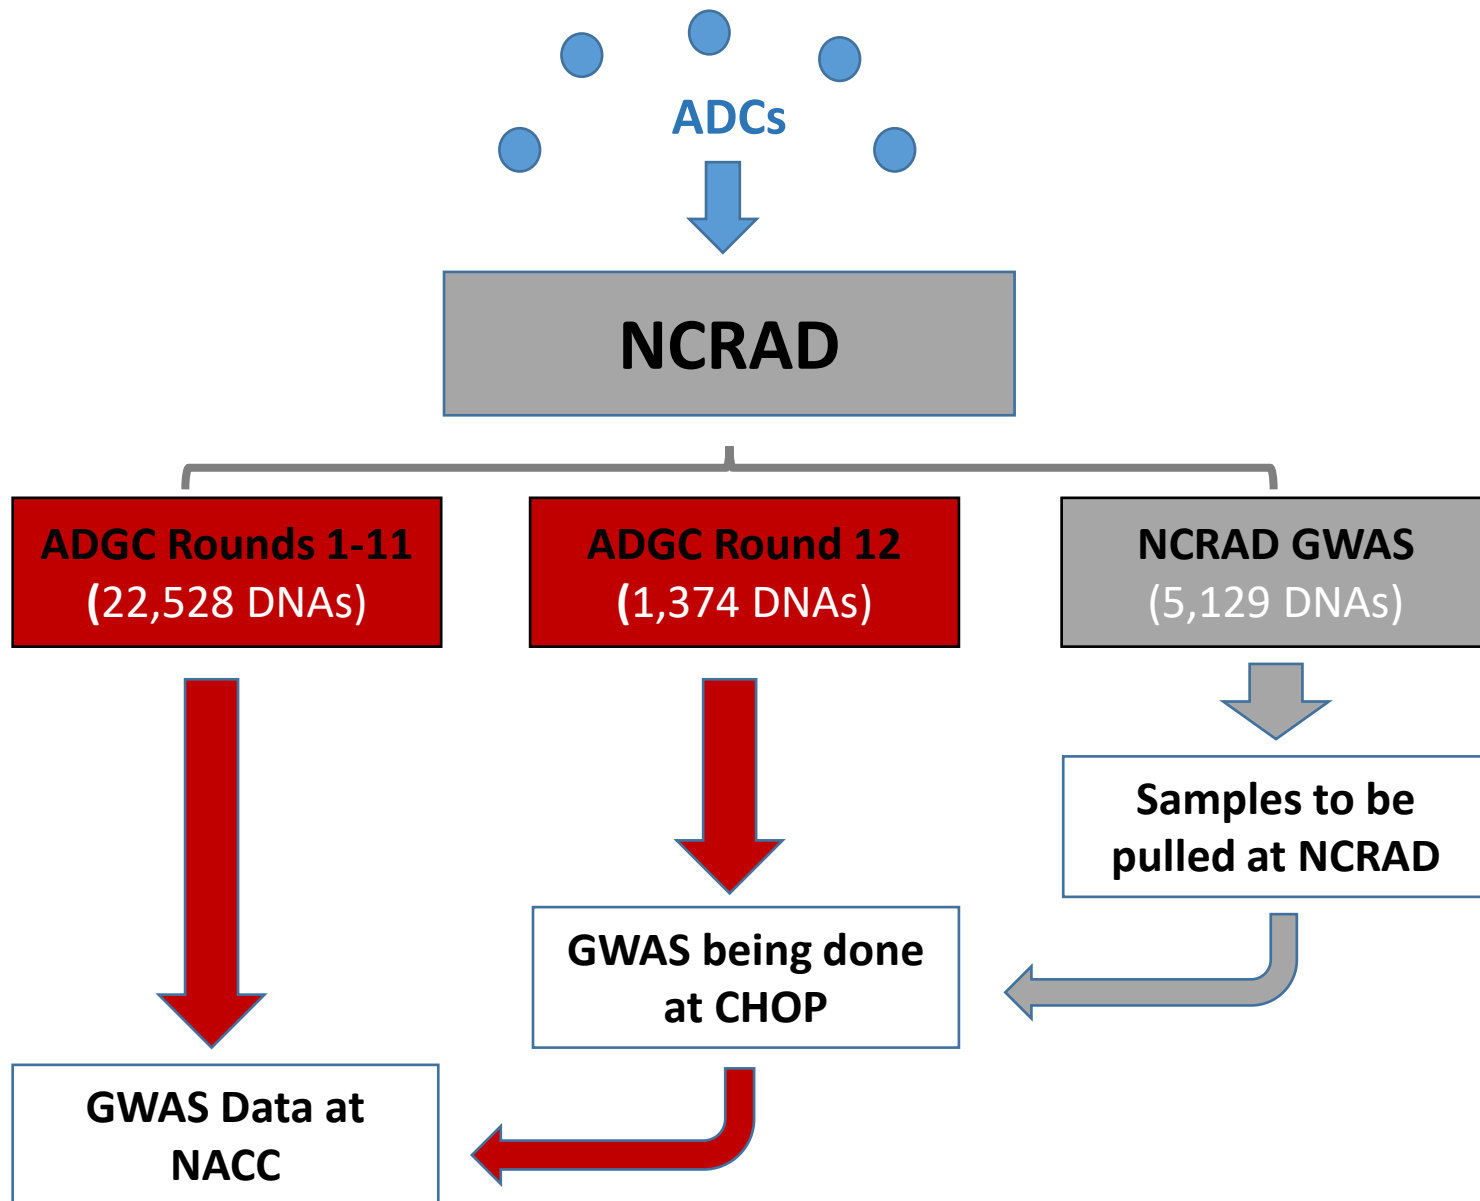 ADCs
NCRAD
ADGC Rounds 1-11
(22,528 DNAs)
ADGC Round 12
(1,374 DNAs)
NCRAD GWAS
(5,129 DNAs)
Samples to be
pulled at NCRAD
GWAS being done
at CHOP
GWAS Data at
NACC